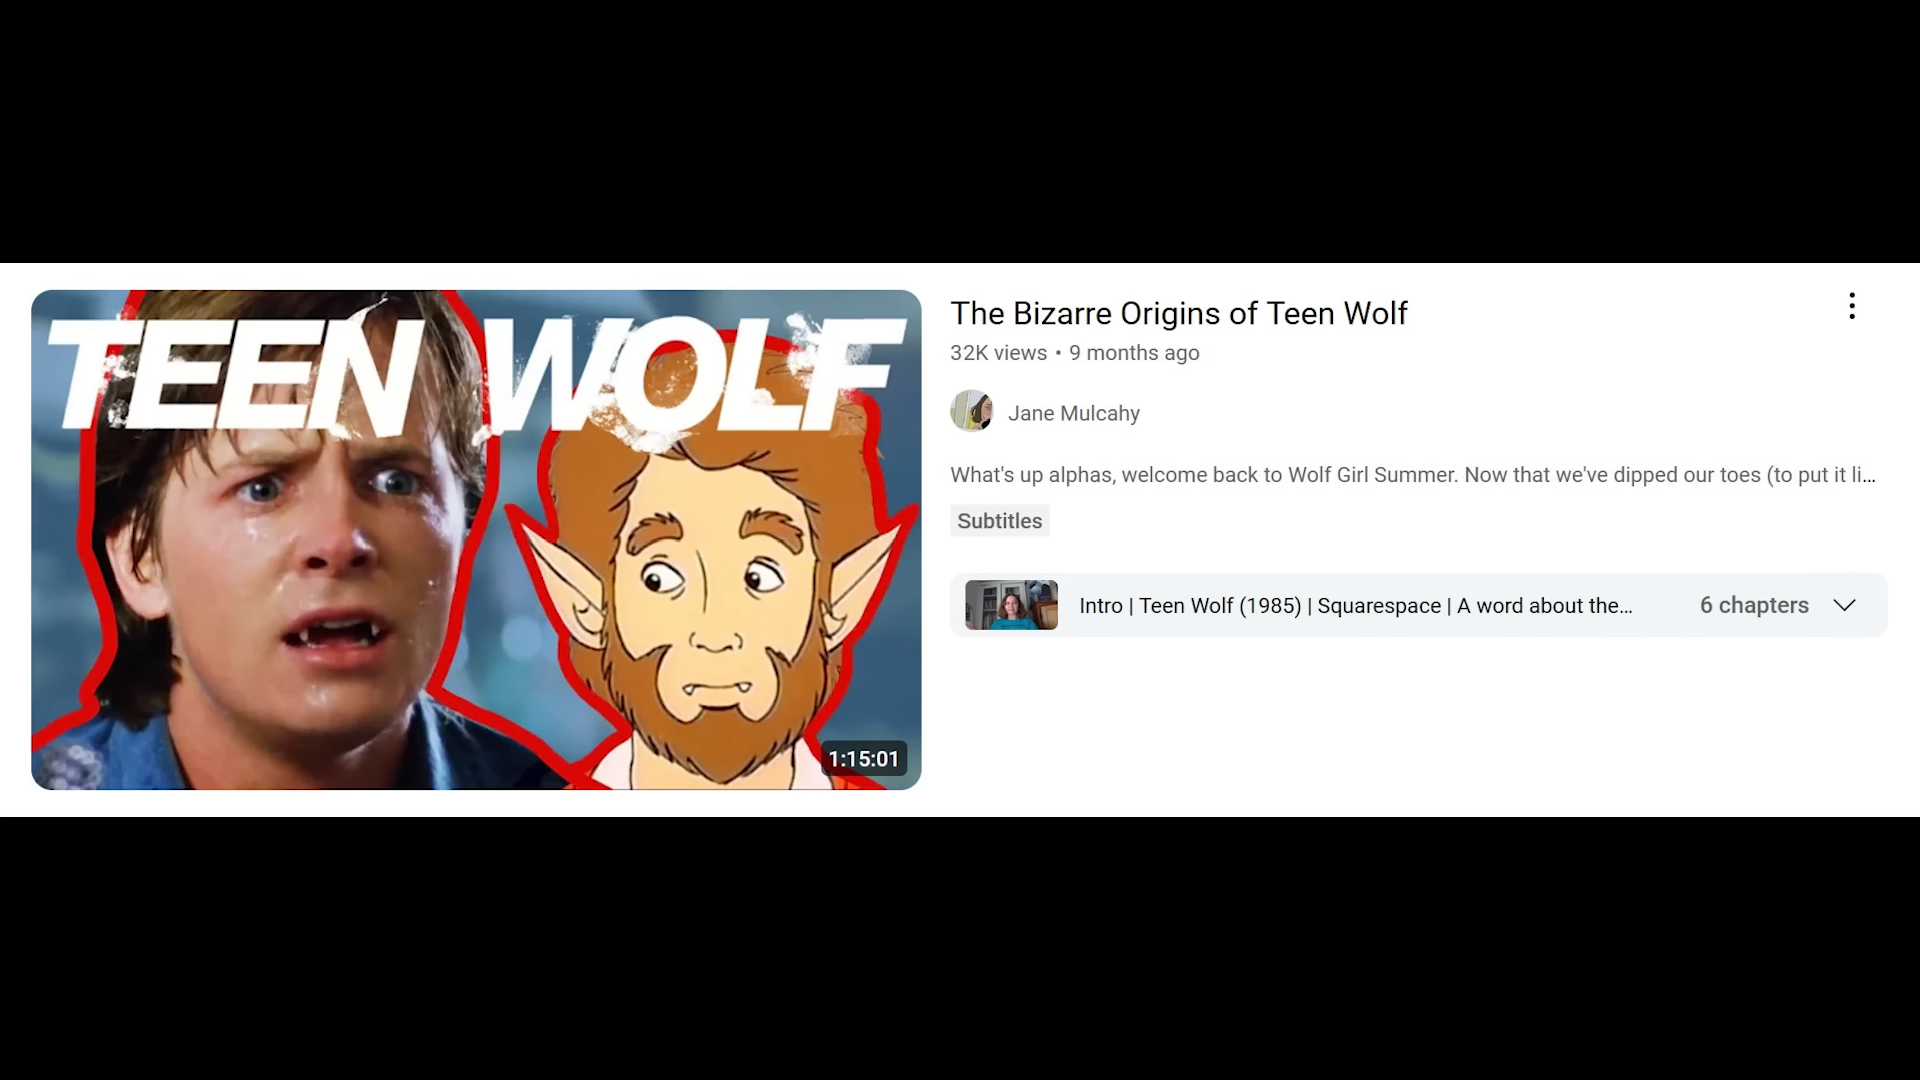 TEEN WOLF
1:15:01
The Bizarre Origins of Teen Wolf
32K views • 9 months ago
Jane Mulcahy
What's up alphas, welcome back to Wolf Girl Summer. Now that we've dipped our toes (to put it li...
Subtitles
Intro | Teen Wolf (1985) | Squarespace | A word about the...
6 chapters